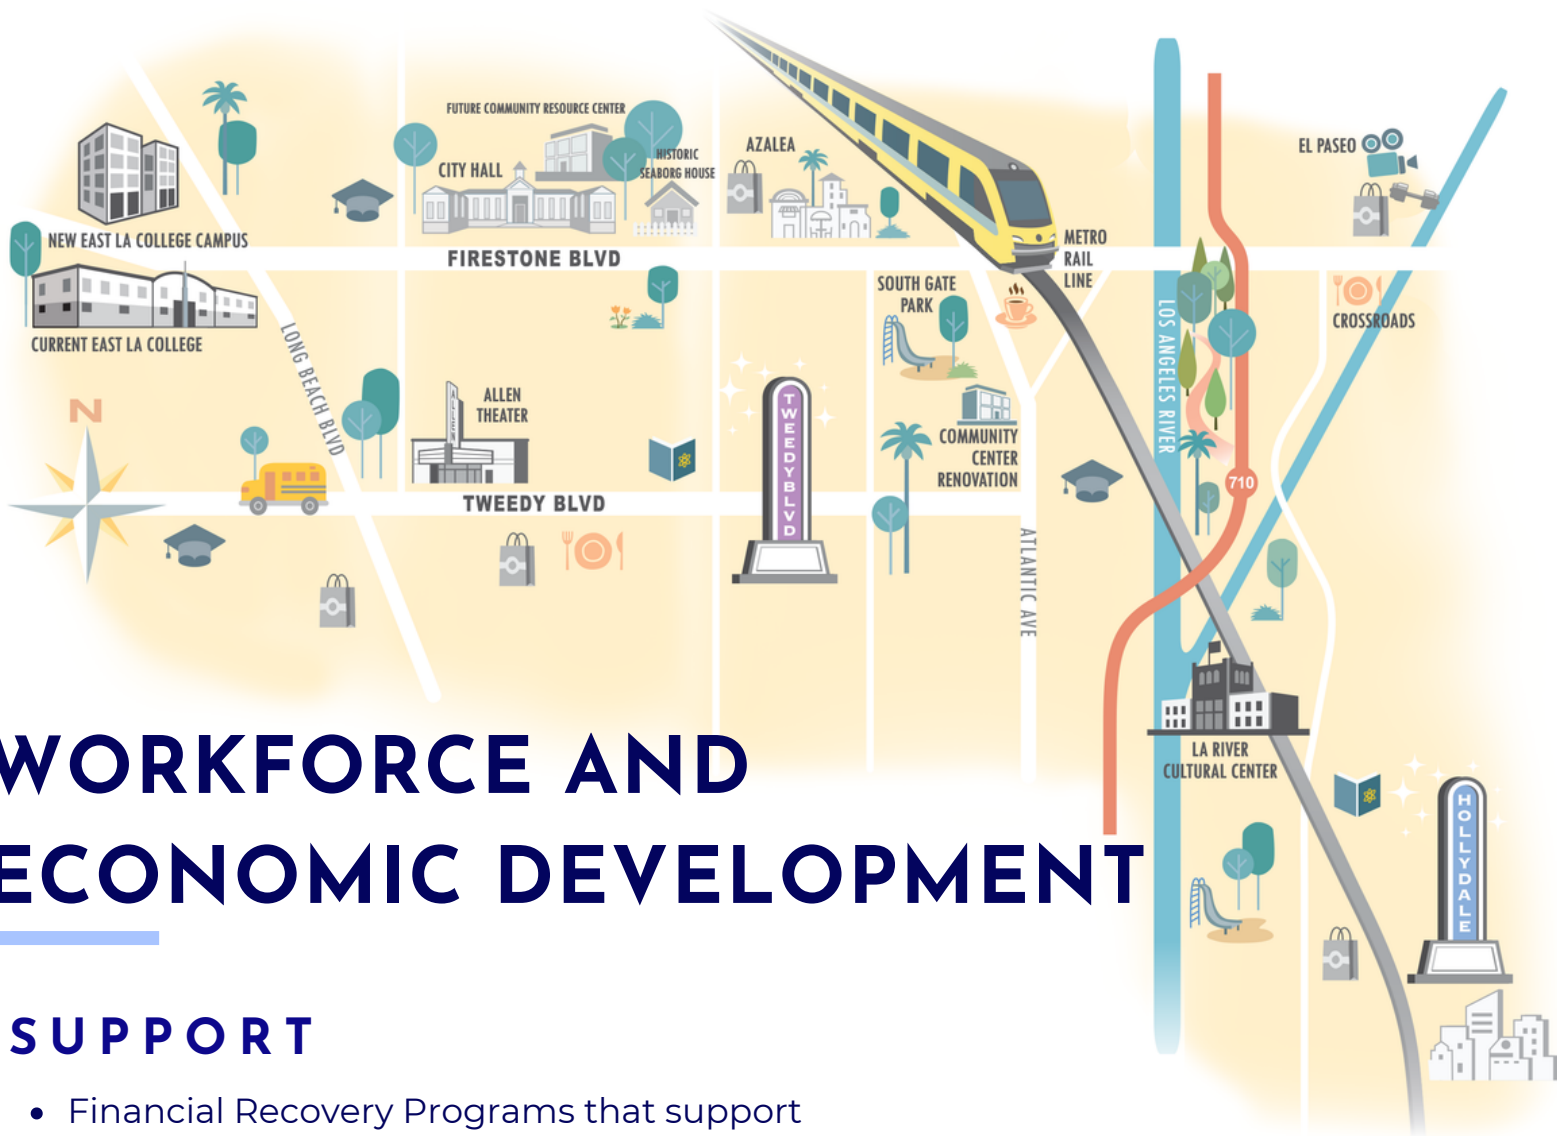 FUTURE COMMUNITY RESOURCE CENTER
CITY HALL
HISTORIC
SEABORG HOUSE
AZALEA
EL PASEO
NEW EAST LA COLLEGE CAMPUS
FIRESTONE BLVD
METRO
RAIL
LINE
CURRENT EAST LA COLLEGE
LONG BEACH BLVD
SOUTH GATE
PARK
LOS ANGELES RIVER
CROSSROADS
N
ALLEN
THEATER
ALLEN
TWEEDYBLVD
COMMUNITY
CENTER
RENOVATION
710
TWEEDY BLVD
ATLANTIC AVE
LA RIVER
CULTURAL CENTER
HOLLYDALE
WORKFORCE AND
ECONOMIC DEVELOPMENT
SUPPORT
• Financial Recovery Programs that support